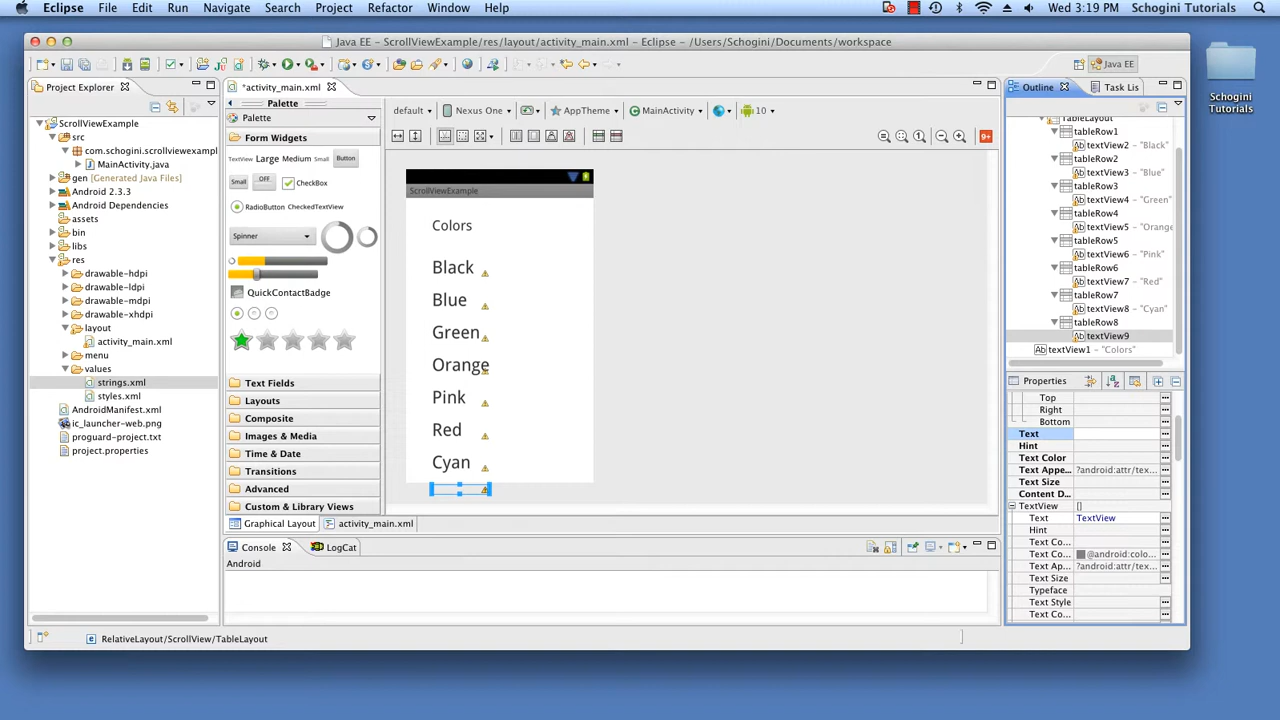 Eclipse File Edit Run Navigate Search Project Refactor Window Help Wed 3:19 PM Schogini Tutorials
Java EE - ScrollViewExample/res/layout/activity_main.xml - Eclipse - /Users/Schogini/Documents/workspace
Java EE
Schogini
Tutorials
Project Explorer
ScrollViewExample
src
com.schogini.scrollviewexampl
MainActivity.java
gen [Generated Java Files]
Android 2.3.3
Android Dependencies
assets
bin
libs
res
drawable-hdpi
drawable-ldpi
drawable-mdpi
drawable-xhdpi
layout
activity_main.xml
menu
values
strings.xml
styles.xml
AndroidManifest.xml
ic_launcher-web.png
proguard-project.txt
project.properties
*activity_main.xml
Palette
Palette
Form Widgets
TextView Large Medium Small Button
Small OFF CheckBox
RadioButton CheckedTextView
Spinner
QuickContactBadge
Text Fields
Layouts
Composite
Images & Media
Time & Date
Transitions
Advanced
Custom & Library Views
Graphical Layout activity_main.xml
default Nexus One AppTheme MainActivity 10
9+
ScrollViewExample
Colors
Black
Blue
Green
Orange
Pink
Red
Cyan
Console LogCat
Android
Outline Task Lis
TableLayout
tableRow1
textView2 - "Black"
tableRow2
textView3 - "Blue"
tableRow3
textView4 - "Green"
tableRow4
textView5 - "Orange
tableRow5
textView6 - "Pink"
tableRow6
textView7 - "Red"
tableRow7
textView8 - "Cyan"
tableRow8
textView9
textView1 - "Colors"
Properties
Top
Right
Bottom
Text
Hint
Text Color
Text Appe... ?android:attr/tex...
Text Size
Content D...
TextView []
Text TextView
Hint
Text Co...
Text Co... @android:colo...
Text Ap... ?android:attr/tex...
Text Size
Typeface
Text Style
Text Co...
RelativeLayout/ScrollView/TableLayout